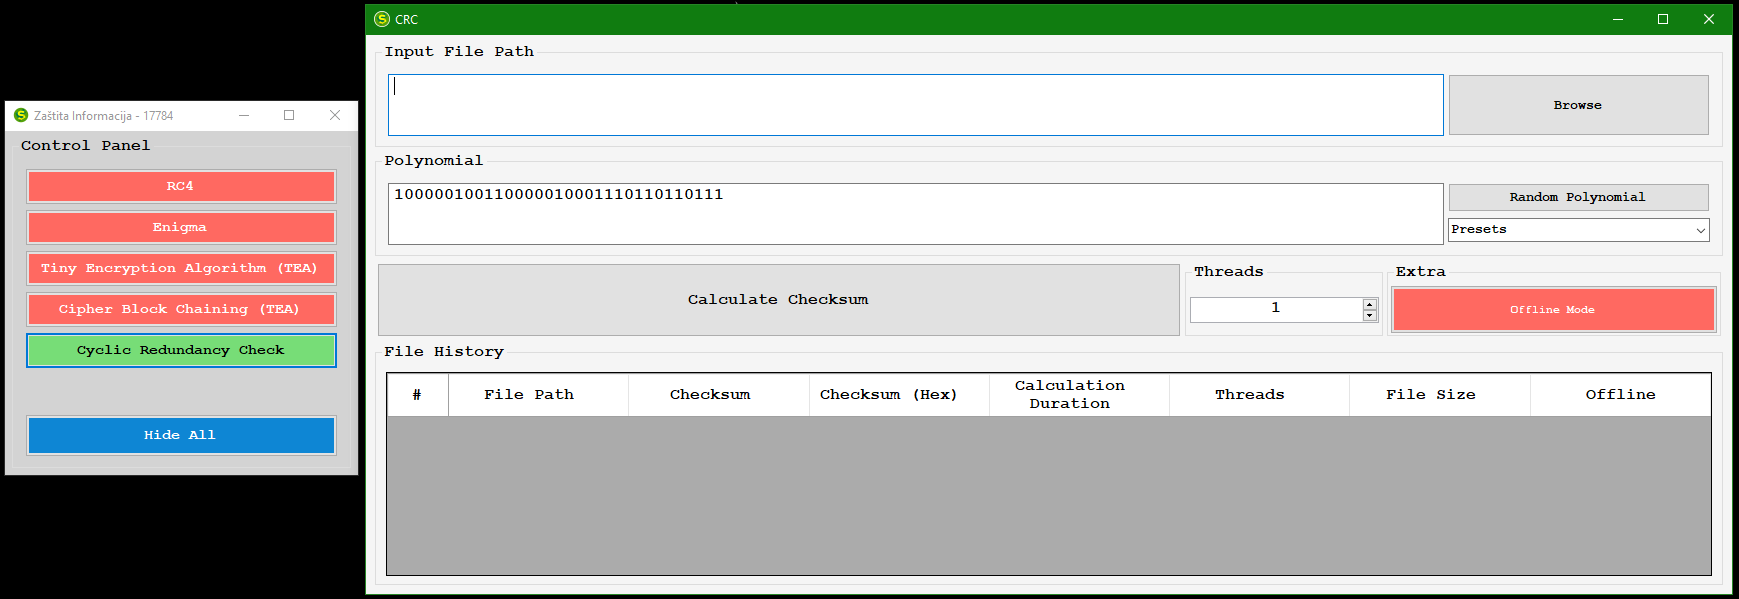 Zaštita Informacija - 17784
Control Panel
RC4
Enigma
Tiny Encryption Algorithm (TEA)
Cipher Block Chaining (TEA)
Cyclic Redundancy Check
Hide All
S CRC
Input File Path
Browse
Polynomial
100000100110000010001110110110111
Random Polynomial
Presets
Calculate Checksum
Threads
1
Extra
Offline Mode
File History
# File Path Checksum Checksum (Hex) Calculation Duration Threads File Size Offline